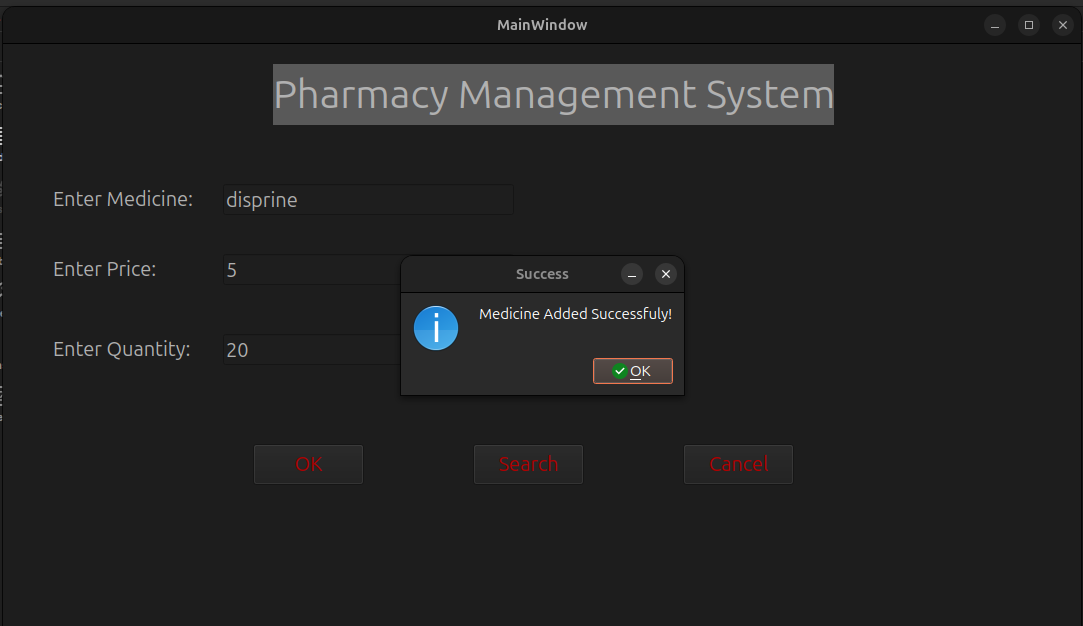 MainWindow
Pharmacy Management System
Enter Medicine: disprine
Enter Price: 5
Success
Medicine Added Successfuly!
OK
Enter Quantity: 20
OK Search Cancel